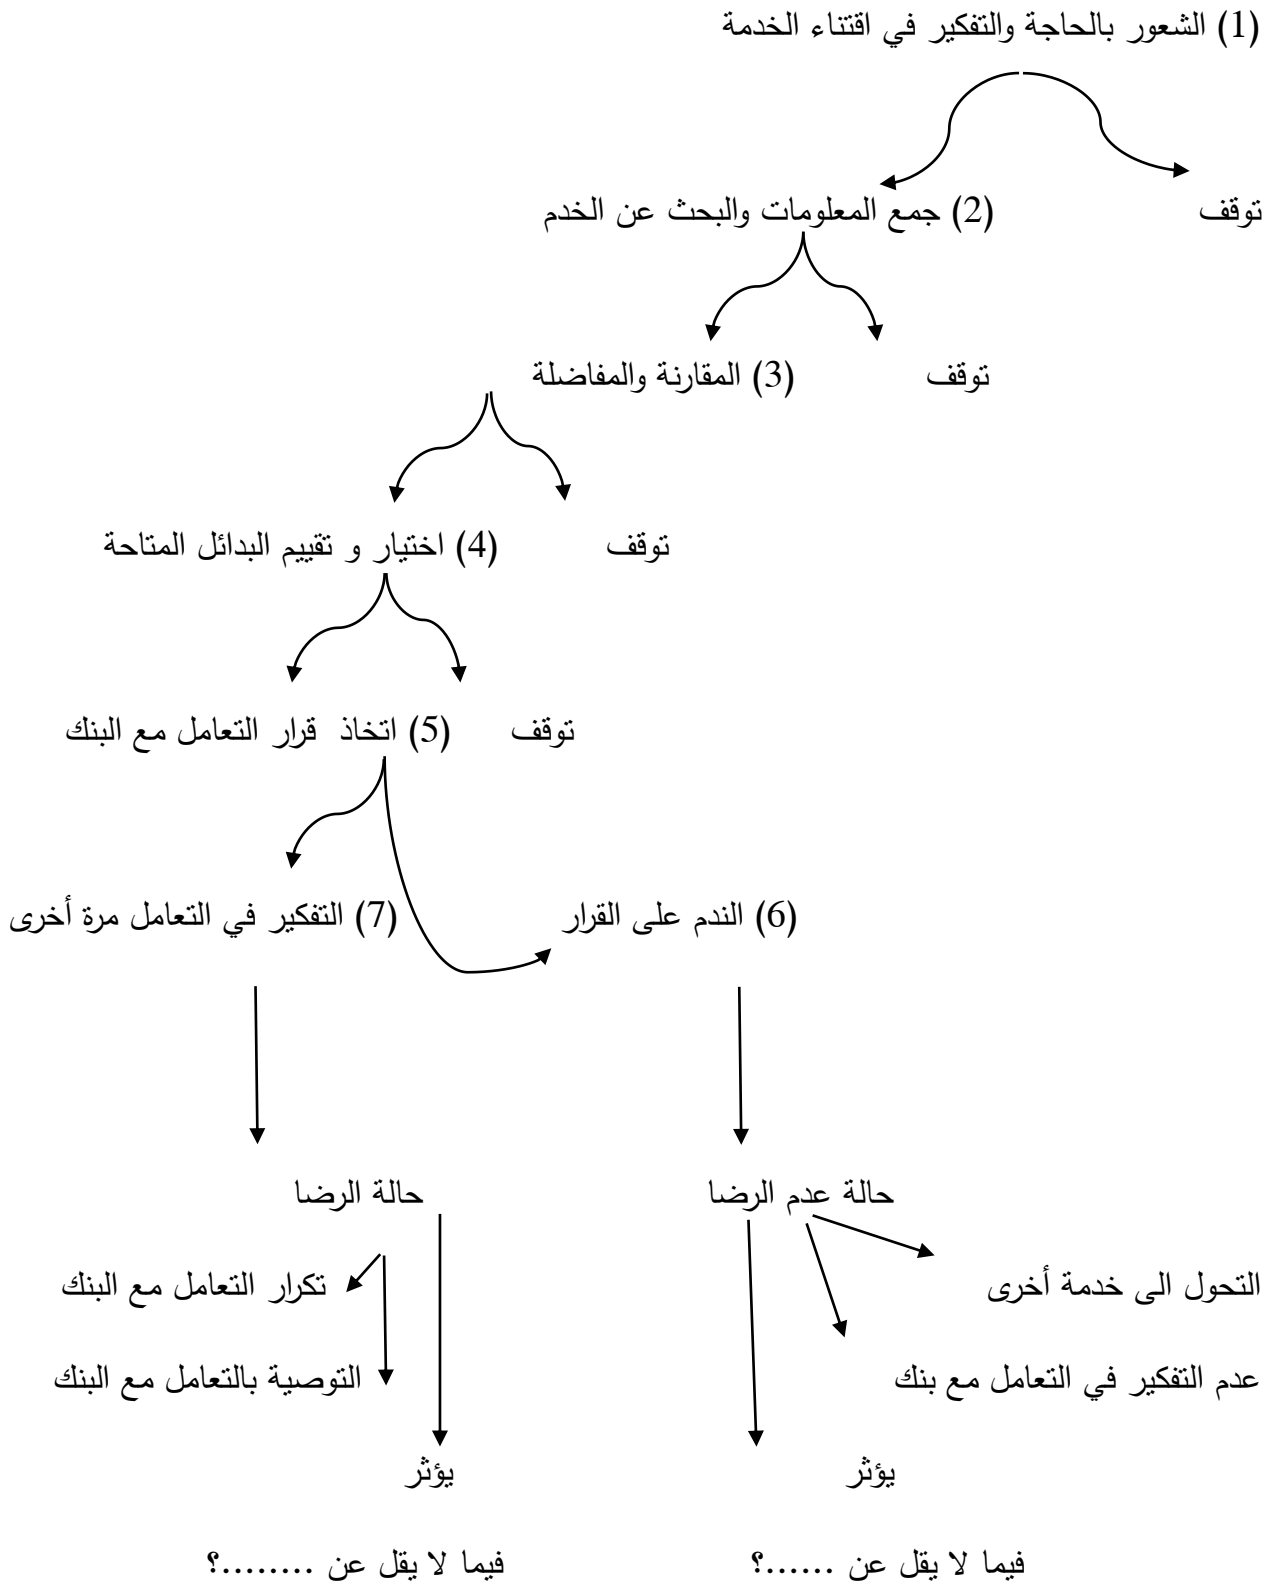 (1) الشعور بالحاجة والتفكير في اقتناء الخدمة
توقف
(2) جمع المعلومات والبحث عن الخدم
توقف
(3) المقارنة والمفاضلة
توقف
(4) اختيار و تقييم البدائل المتاحة
توقف
(5) اتخاذ قرار التعامل مع البنك
(6) الندم على القرار
(7) التفكير في التعامل مرة أخرى
حالة عدم الرضا
حالة الرضا
التحول الى خدمة أخرى
تكرار التعامل مع البنك
عدم التفكير في التعامل مع بنك
التوصية بالتعامل مع البنك
يؤثر
يؤثر
فيما لا يقل عن ......؟
فيما لا يقل عن ........؟